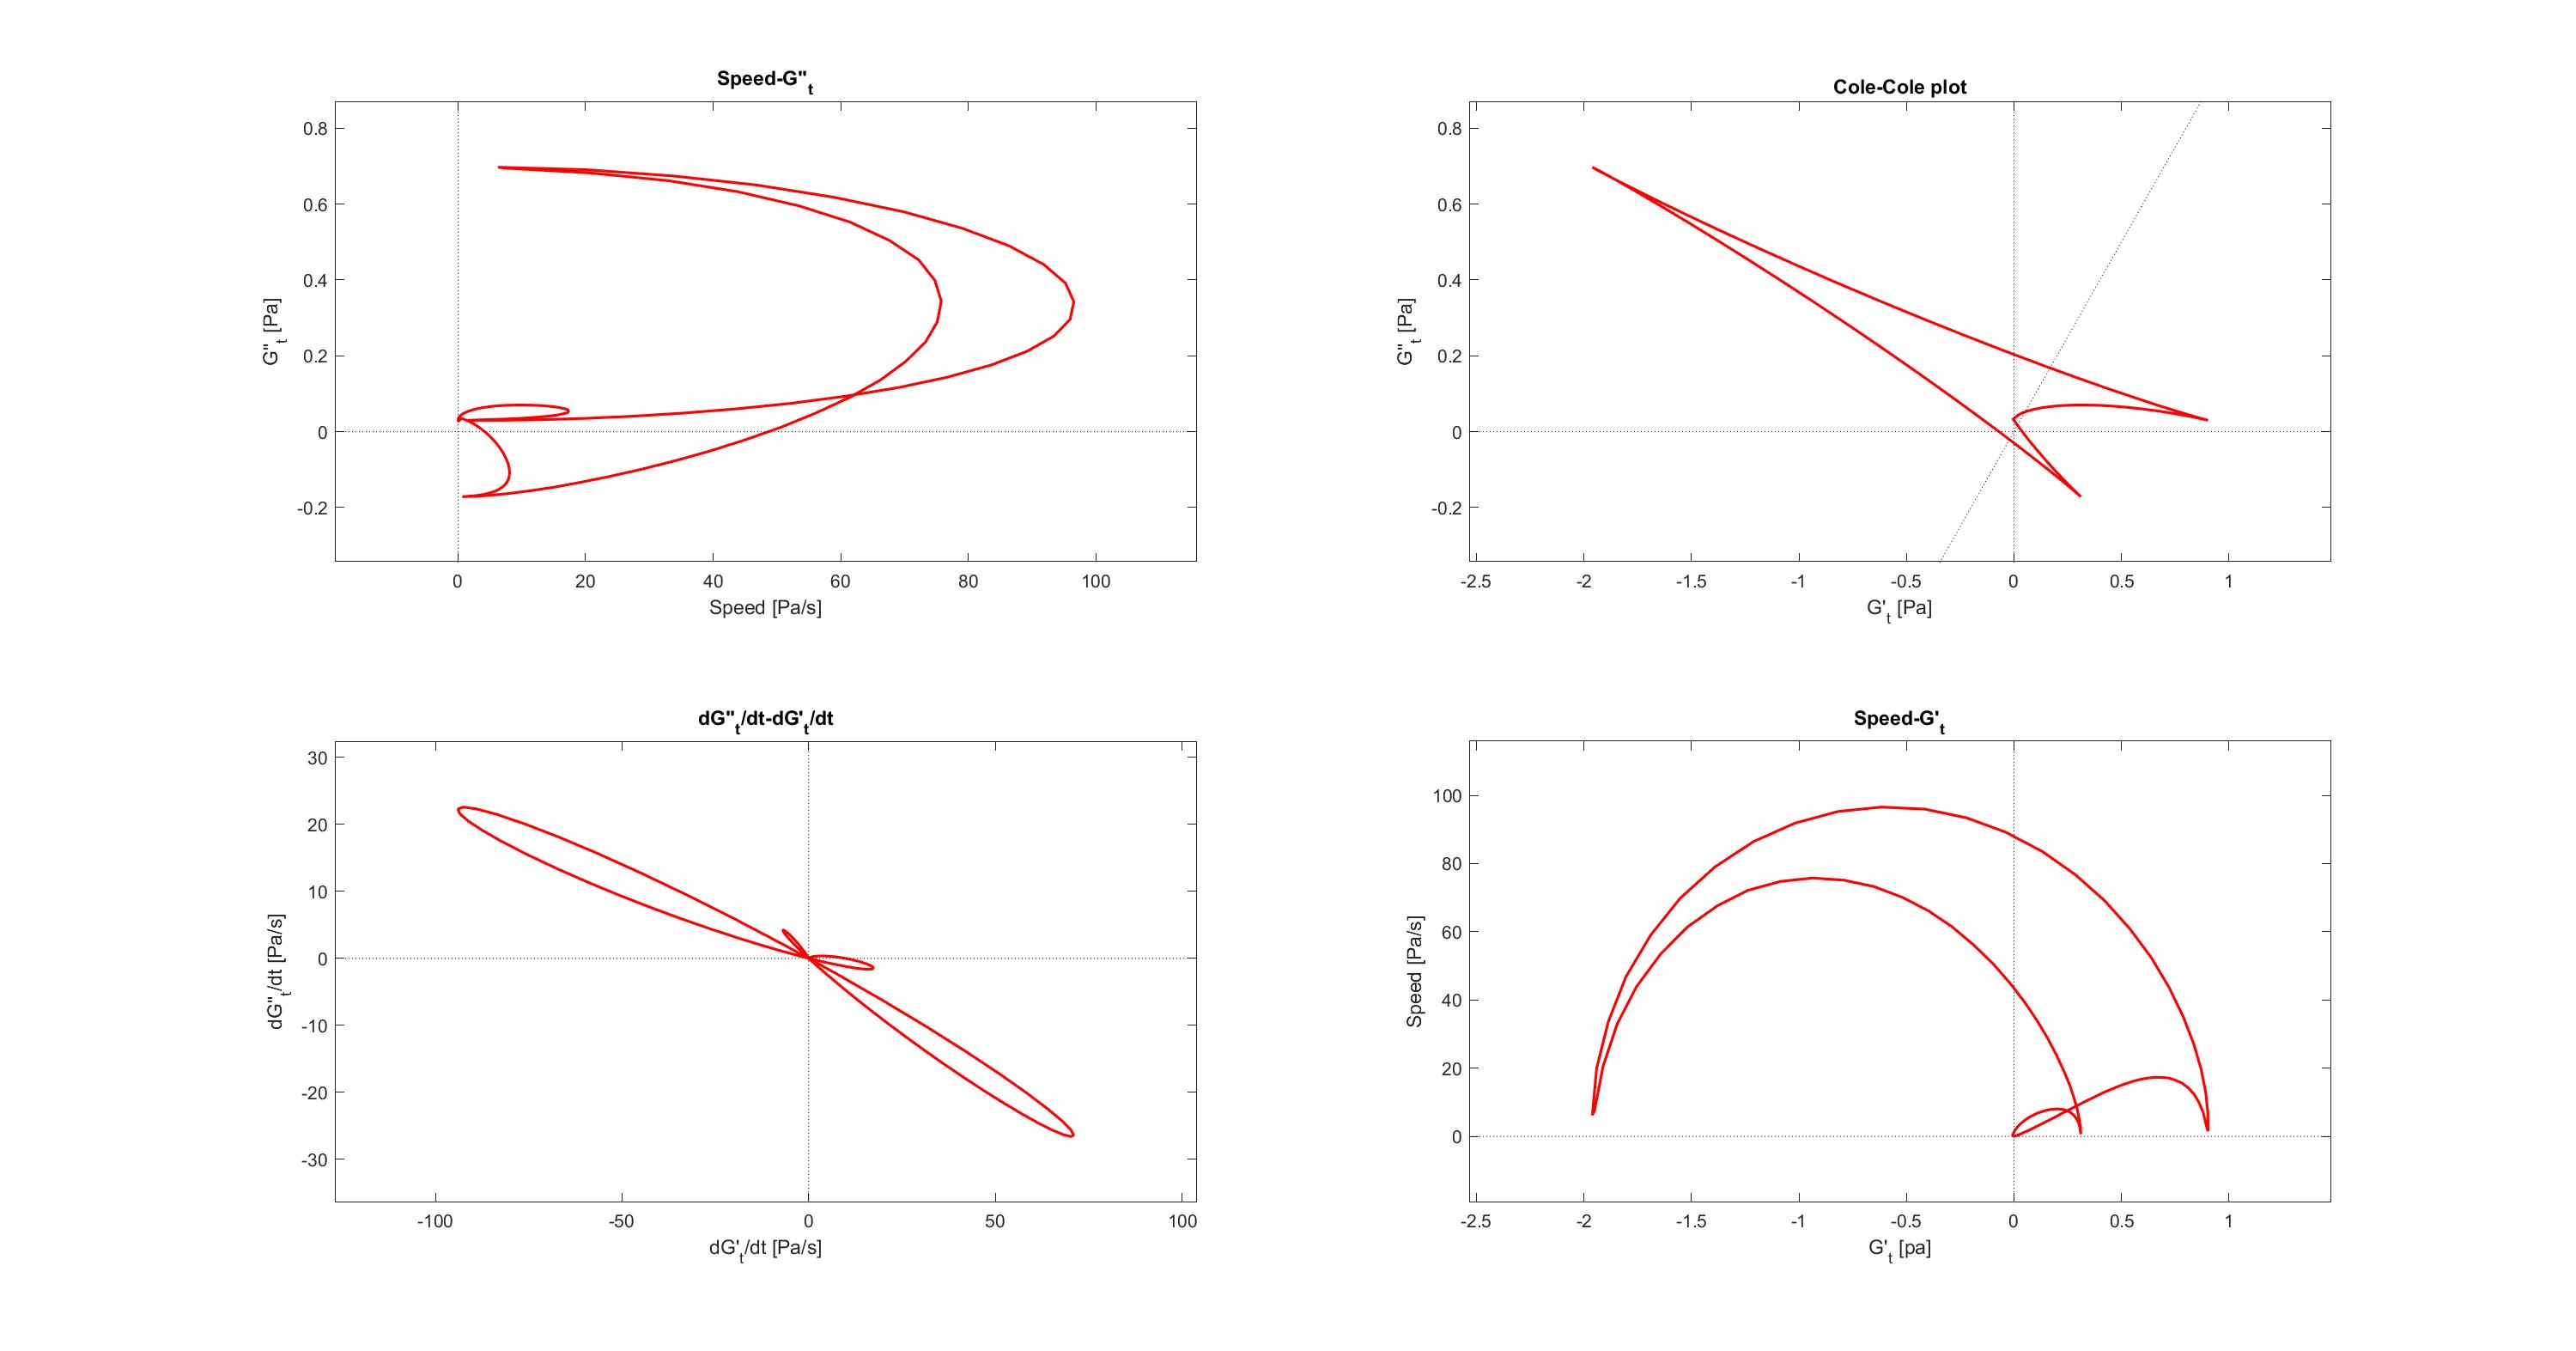 Speed-G"t
0.8
0.6
0.4
0.2
0
-0.2
G"t [Pa]
0 20 40 60 80 100
Speed [Pa/s]
Cole-Cole plot
0.8
0.6
0.4
0.2
0
-0.2
G"t [Pa]
-2.5 -2 -1.5 -1 -0.5 0 0.5 1
G't [Pa]
dG"t/dt-dG't/dt
30
20
10
0
-10
-20
-30
dG"t/dt [Pa/s]
-100 -50 0 50 100
dG't/dt [Pa/s]
Speed-G't
100
80
60
40
20
0
Speed [Pa/s]
-2.5 -2 -1.5 -1 -0.5 0 0.5 1
G't [pa]